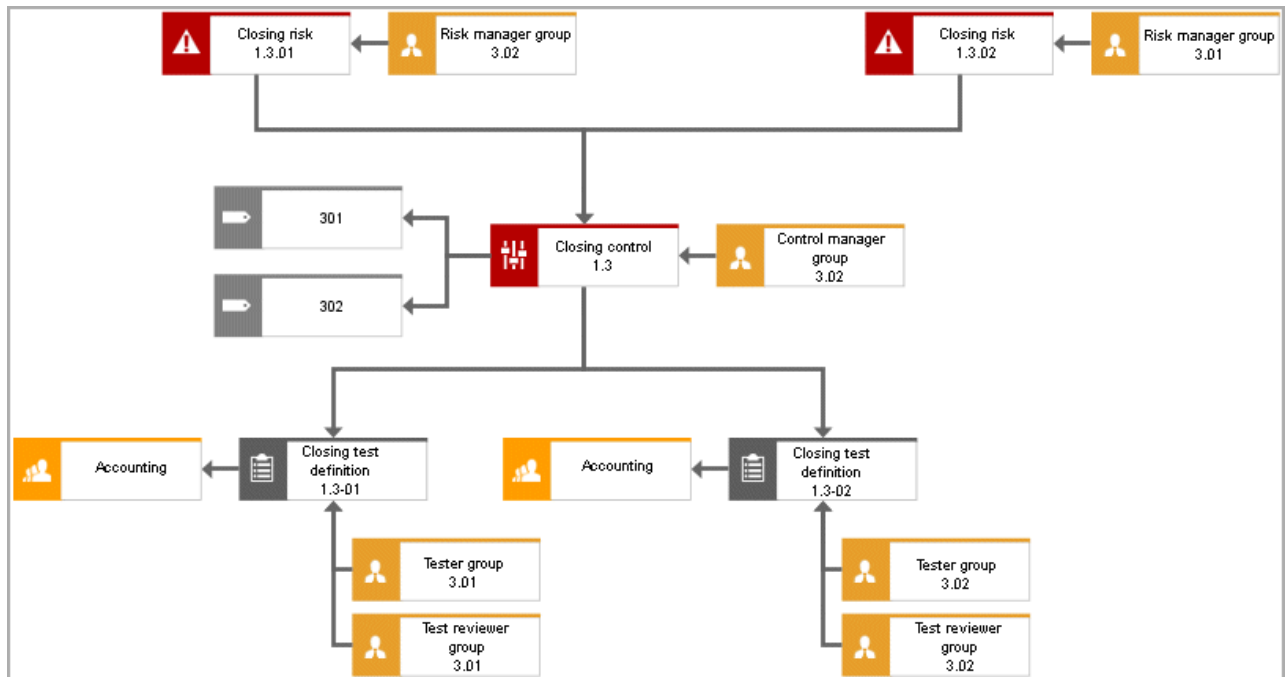 Closing risk
1.3.01
Risk manager group
3.02
Closing risk
1.3.02
Risk manager group
3.01
301
302
Closing control
1.3
Control manager
group
3.02
Accounting
Closing test
definition
1.3-01
Accounting
Closing test
definition
1.3-02
Tester group
3.01
Test reviewer
group
3.01
Tester group
3.02
Test reviewer
group
3.02